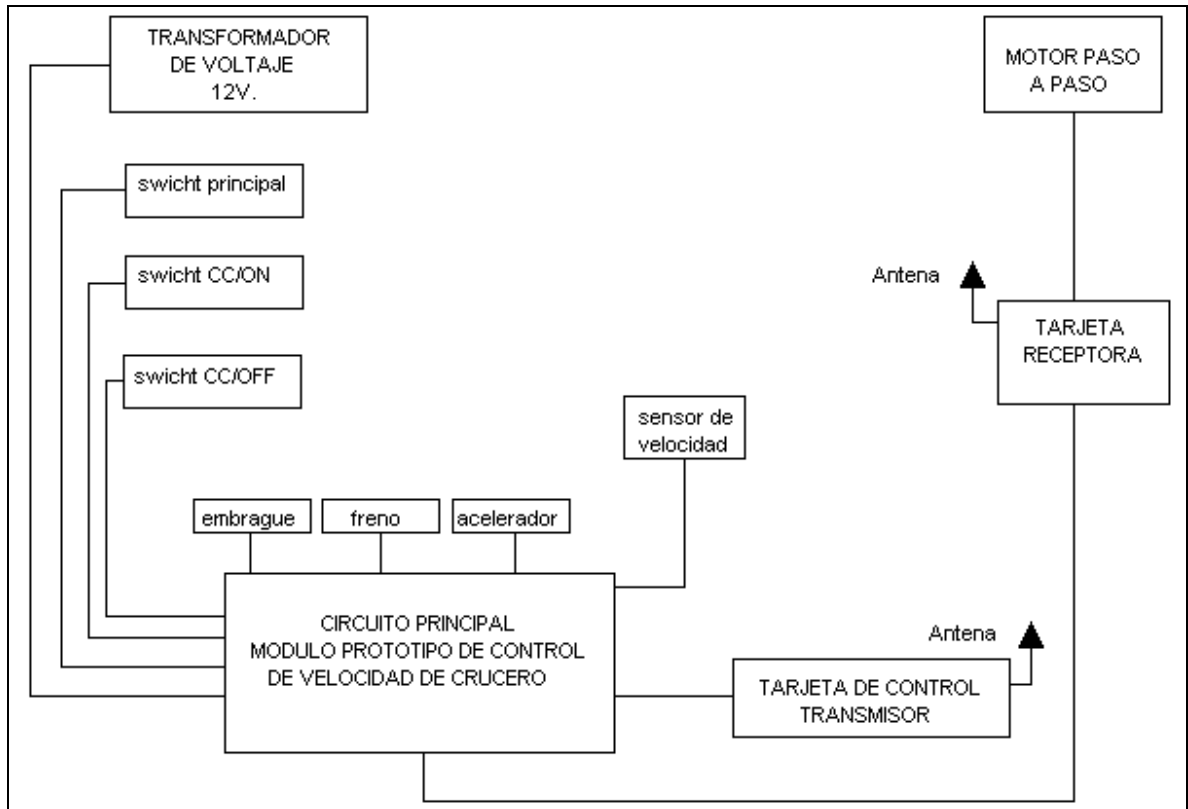 TRANSFORMADOR
DE VOLTAJE
12V.
MOTOR PASO
A PASO
swicht principal
swicht CC/ON
Antena
TARJETA
RECEPTORA
swicht CC/OFF
sensor de
velocidad
embrague
freno
acelerador
CIRCUITO PRINCIPAL
MODULO PROTOTIPO DE CONTROL
DE VELOCIDAD DE CRUCERO
Antena
TARJETA DE CONTROL
TRANSMISOR